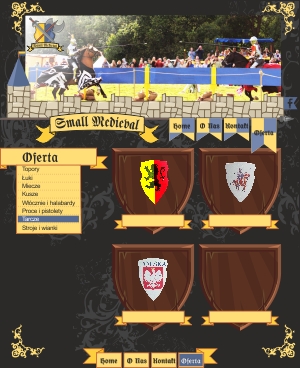 Small Medieval
Home
O Nas
Kontakt
Oferta
Oferta
Topory
Łuki
Miecze
Kusze
Włócznie i halabardy
Proce i pistolety
Tarcze
Stroje i wianki
POLSKA
Home
O Nas
Kontakt
Oferta